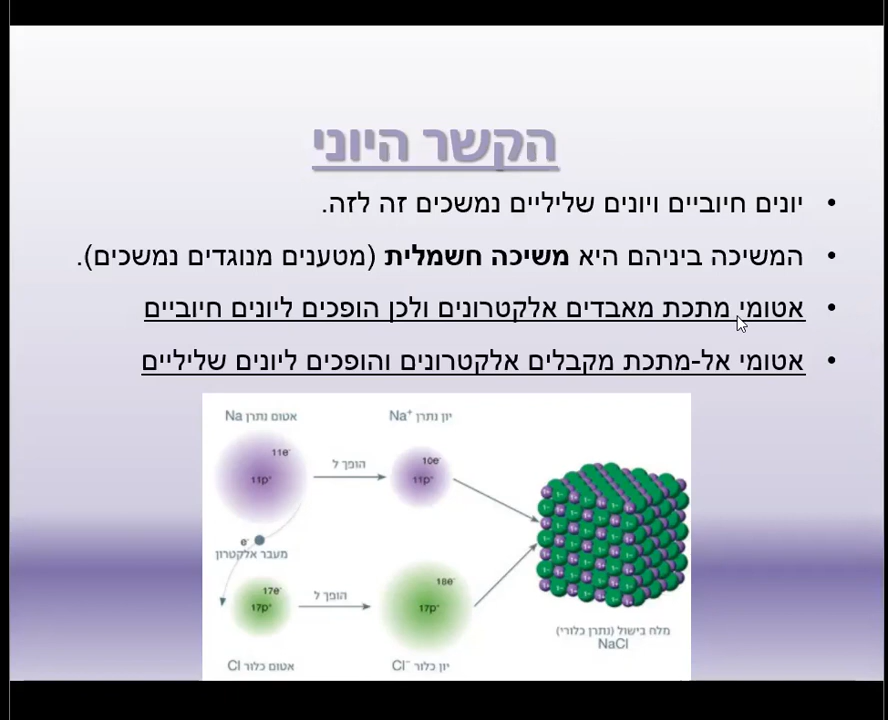 הקשר היוני
• יונים חיוביים ויונים שליליים נמשכים זה לזה.
• המשיכה ביניהם היא משיכה חשמלית (מטענים מנוגדים נמשכים).
• אטומי מתכת מאבדים אלקטרונים ולכן הופכים ליונים חיוביים
• אטומי אל-מתכת מקבלים אלקטרונים והופכים ליונים שליליים
אטום נתרן Na
יון נתרן Na⁺
11e⁻
11p⁺
הופך ל
10e⁻
11p⁺
e⁻
מעבר אלקטרון
17e⁻
17p⁺
הופך ל
18e⁻
17p⁺
אטום כלור Cl
יון כלור Cl⁻
מלח בישול (נתרן כלורי)
NaCl